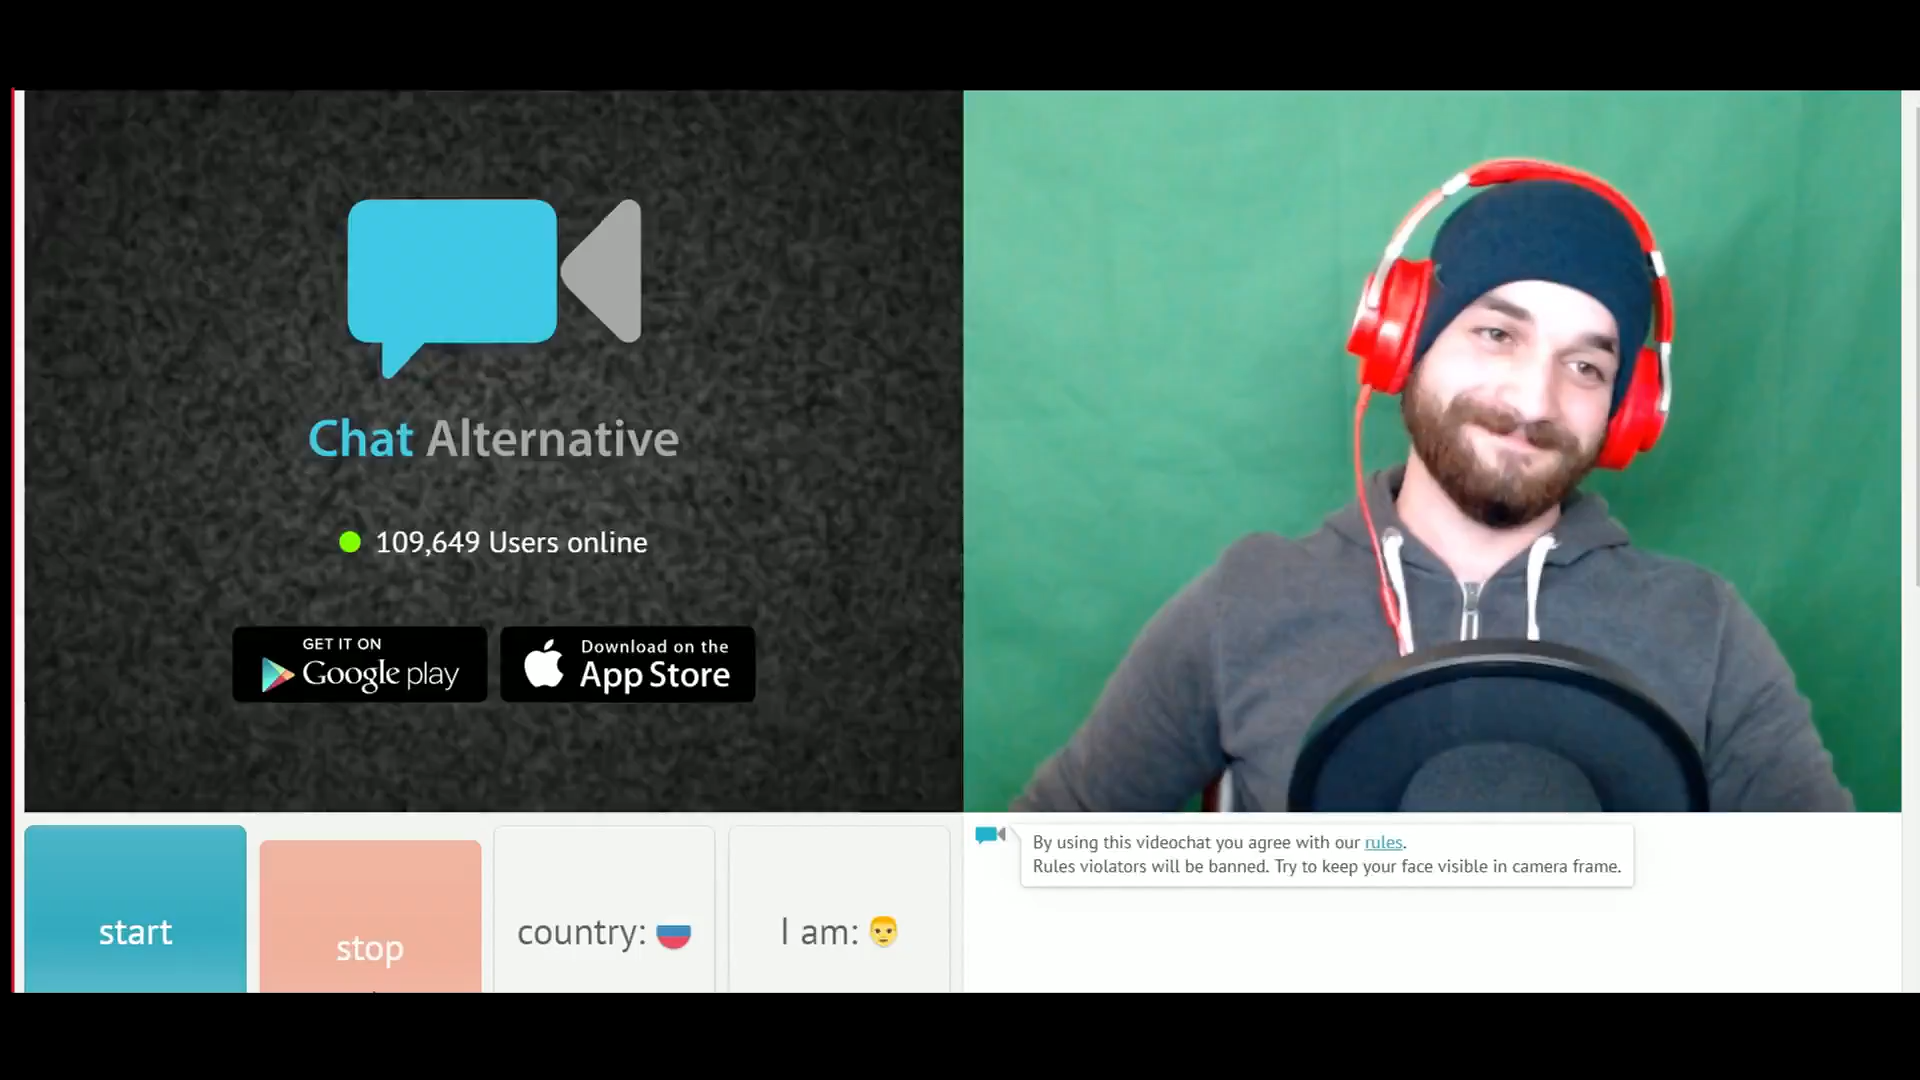 Chat Alternative
109,649 Users online
GET IT ON
Google play
Download on the
App Store
start
stop
country:
I am:
By using this videochat you agree with our rules.
Rules violators will be banned. Try to keep your face visible in camera frame.